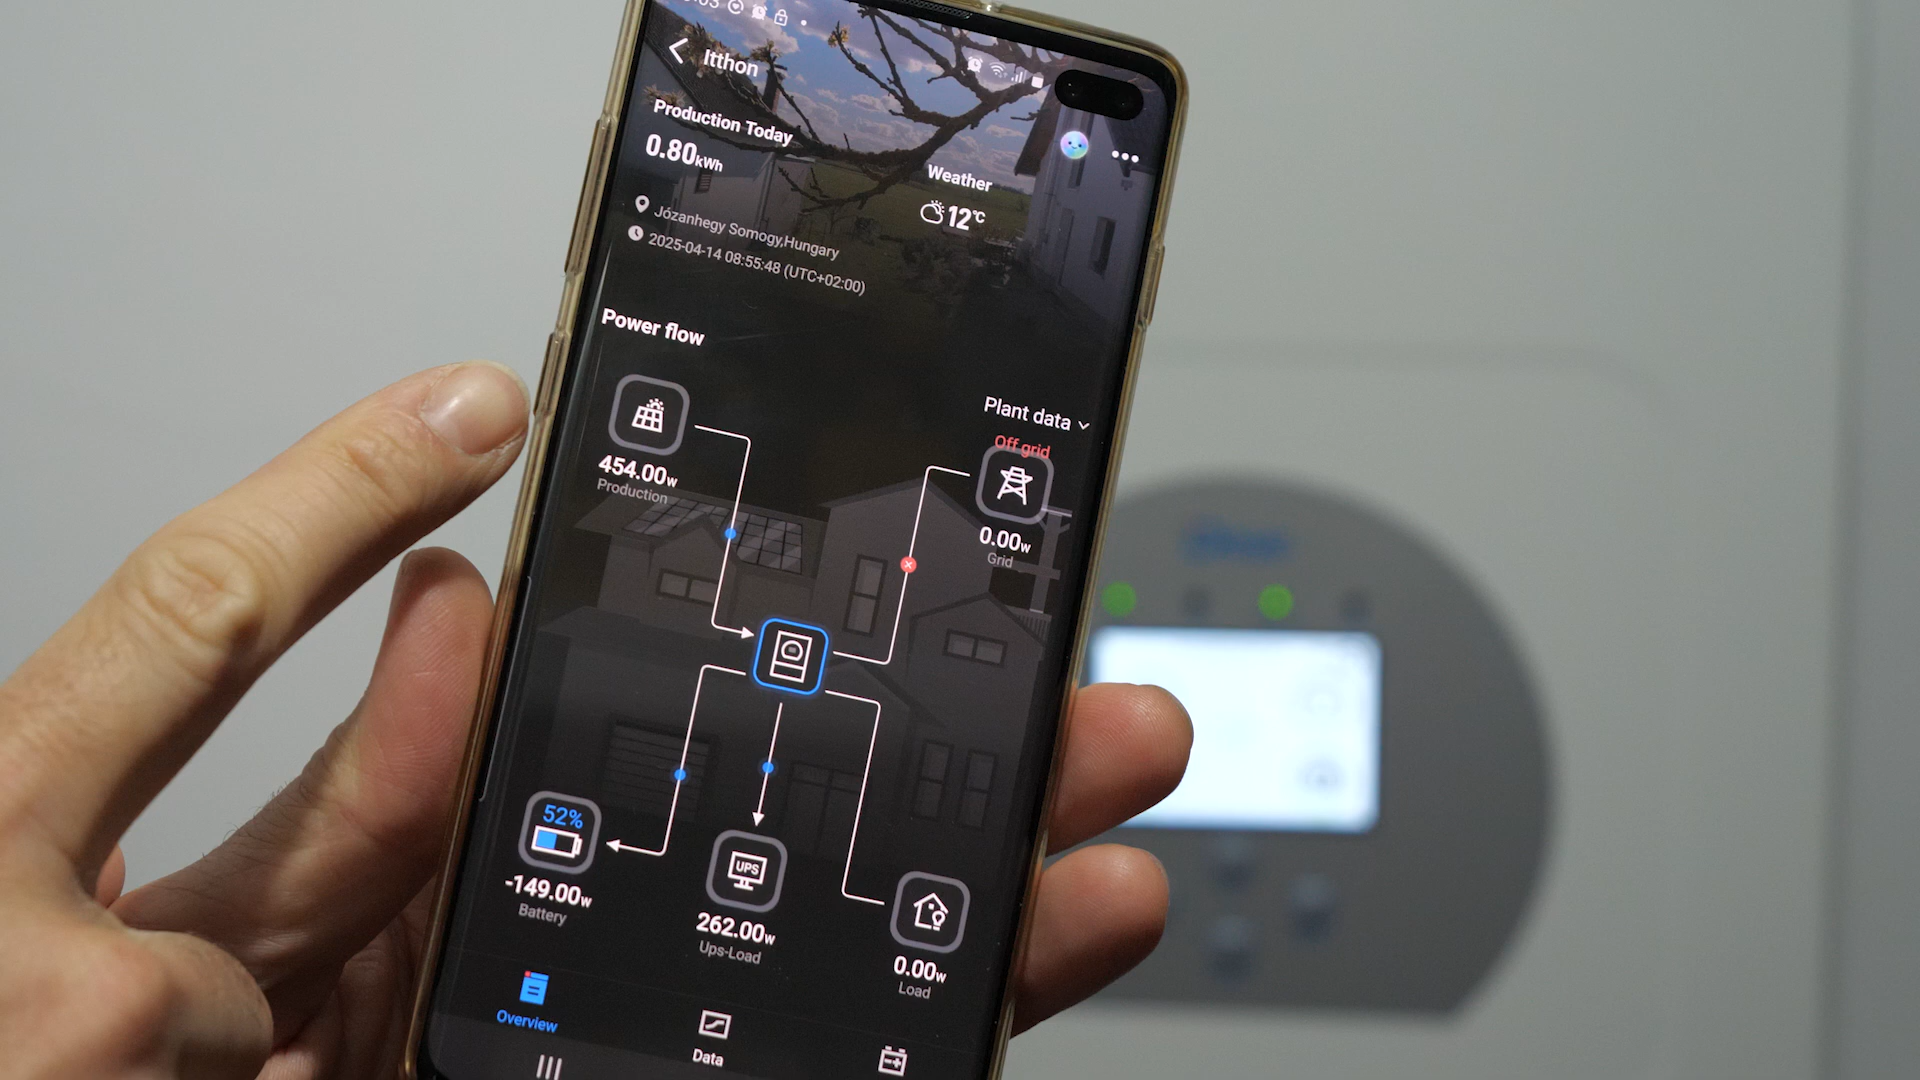 Itthon
Production Today
0.80kWh
Weather
12°C
Józanhegy Somogy,Hungary
2025-04-14 08:55:48 (UTC+02:00)
Power flow
Plant data
Off grid
454.00w
Production
0.00w
Grid
52%
-149.00w
Battery
UPS
262.00w
Ups-Load
0.00w
Load
Overview
Data